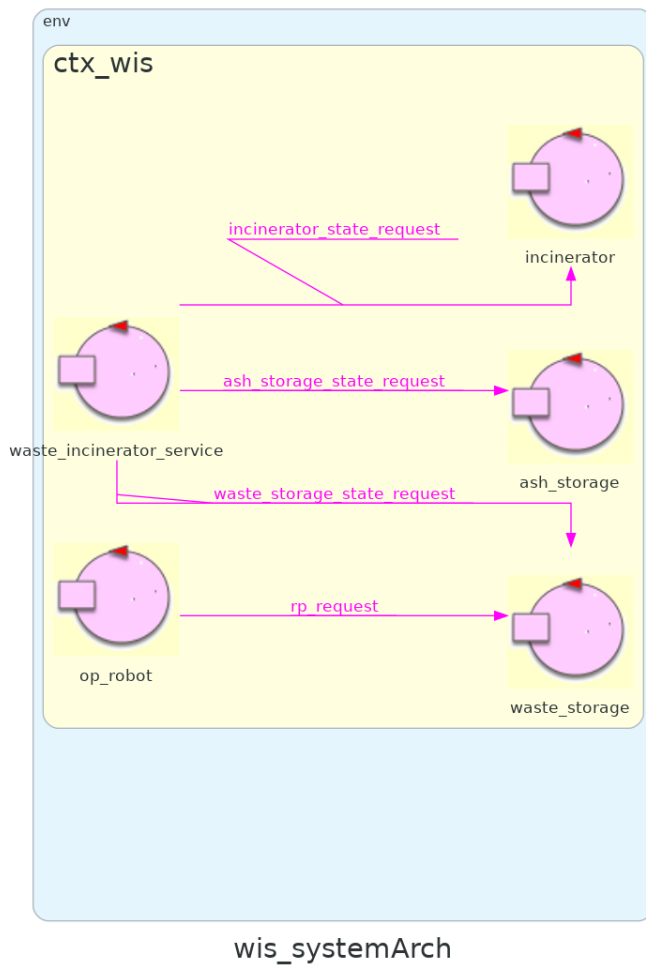 env
ctx_wis
incinerator_state_request
incinerator
ash_storage_state_request
waste_incinerator_service
ash_storage
waste_storage_state_request
rp_request
op_robot
waste_storage
wis_systemArch